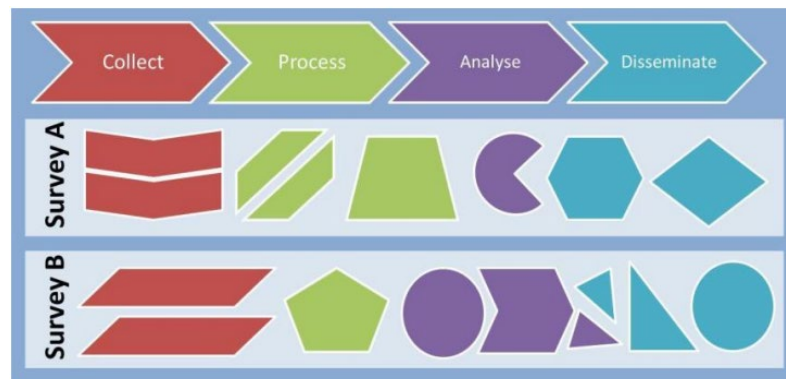 Collect
Process
Analyse
Disseminate
Survey A
Survey B